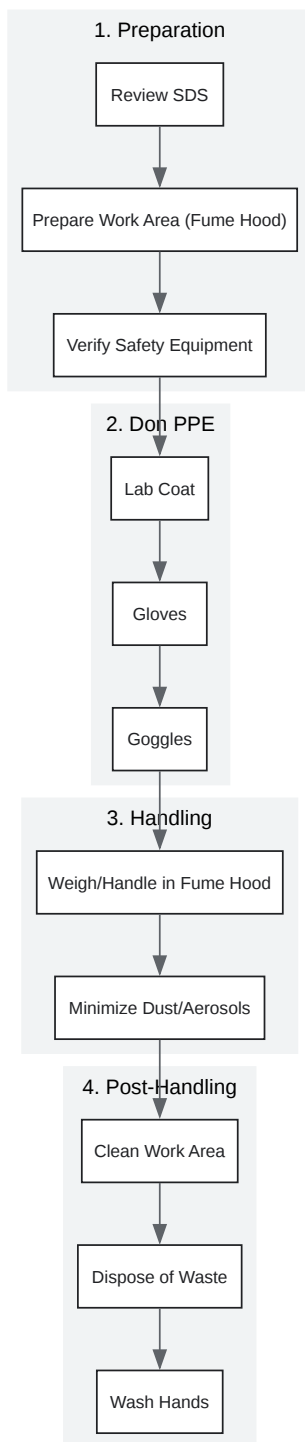 1. Preparation
Review SDS
Prepare Work Area (Fume Hood)
Verify Safety Equipment
2. Don PPE
Lab Coat
Gloves
Goggles
3. Handling
Weigh/Handle in Fume Hood
Minimize Dust/Aerosols
4. Post-Handling
Clean Work Area
Dispose of Waste
Wash Hands